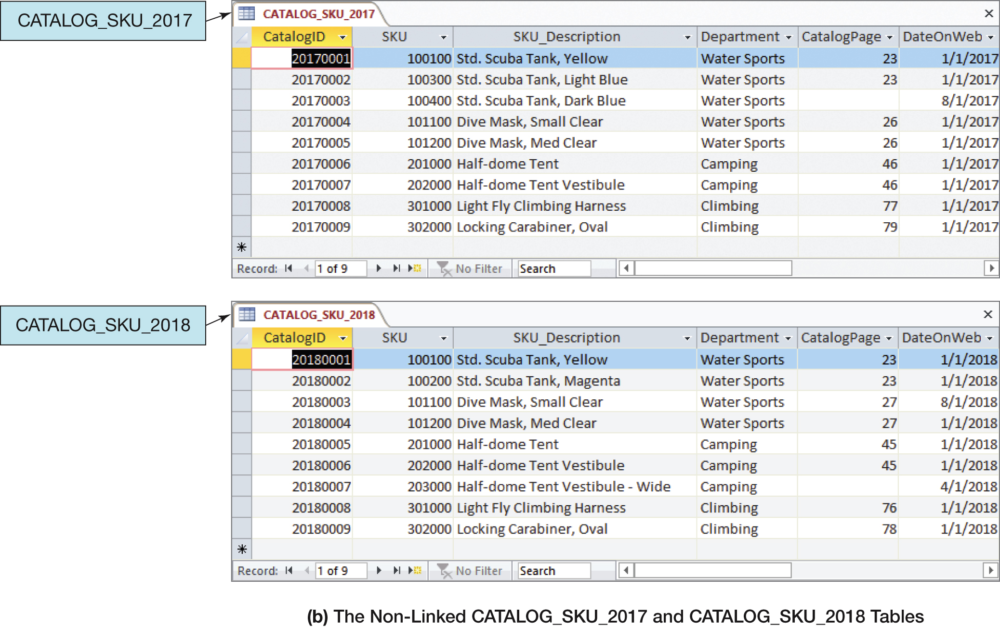 CATALOG_SKU_2017
CATALOG_SKU_2017
CatalogID SKU SKU_Description Department CatalogPage DateOnWeb
20170001 100100 Std. Scuba Tank, Yellow Water Sports 23 1/1/2017
20170002 100300 Std. Scuba Tank, Light Blue Water Sports 23 1/1/2017
20170003 100400 Std. Scuba Tank, Dark Blue Water Sports 8/1/2017
20170004 101100 Dive Mask, Small Clear Water Sports 26 1/1/2017
20170005 101200 Dive Mask, Med Clear Water Sports 26 1/1/2017
20170006 201000 Half-dome Tent Camping 46 1/1/2017
20170007 202000 Half-dome Tent Vestibule Camping 46 1/1/2017
20170008 301000 Light Fly Climbing Harness Climbing 77 1/1/2017
20170009 302000 Locking Carabiner, Oval Climbing 79 1/1/2017
Record: 1 of 9 No Filter Search
CATALOG_SKU_2018
CATALOG_SKU_2018
CatalogID SKU SKU_Description Department CatalogPage DateOnWeb
20180001 100100 Std. Scuba Tank, Yellow Water Sports 23 1/1/2018
20180002 100200 Std. Scuba Tank, Magenta Water Sports 23 1/1/2018
20180003 101100 Dive Mask, Small Clear Water Sports 27 8/1/2018
20180004 101200 Dive Mask, Med Clear Water Sports 27 1/1/2018
20180005 201000 Half-dome Tent Camping 45 1/1/2018
20180006 202000 Half-dome Tent Vestibule Camping 45 1/1/2018
20180007 203000 Half-dome Tent Vestibule - Wide Camping 4/1/2018
20180008 301000 Light Fly Climbing Harness Climbing 76 1/1/2018
20180009 302000 Locking Carabiner, Oval Climbing 78 1/1/2018
Record: 1 of 9 No Filter Search
(b) The Non-Linked CATALOG_SKU_2017 and CATALOG_SKU_2018 Tables